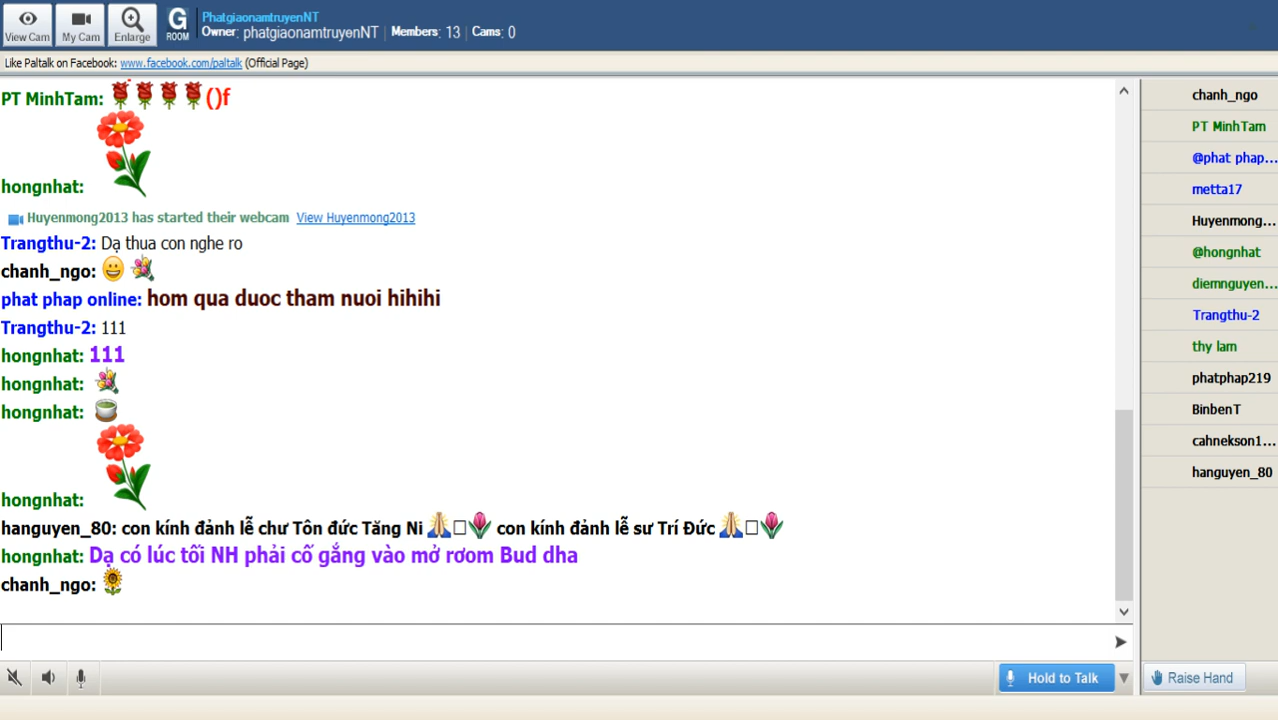 View Cam
My Cam
Enlarge
G
ROOM
PhatgiaonamtruyenNT
Owner: phatgiaonamtruyenNT | Members: 13 | Cams: 0
Like Paltalk on Facebook: www.facebook.com/paltalk (Official Page)
PT MinhTam: ()f
hongnhat:
Huyenmong2013 has started their webcam View Huyenmong2013
Trangthu-2: Dạ thua con nghe ro
chanh_ngo:
phat phap online: hom qua duoc tham nuoi hihihi
Trangthu-2: 111
hongnhat: 111
hongnhat:
hongnhat:
hongnhat:
hanguyen_80: con kính đảnh lễ chư Tôn đức Tăng Ni con kính đảnh lễ sư Trí Đức
hongnhat: Dạ có lúc tối NH phải cố gắng vào mở rơom Bud dha
chanh_ngo:
chanh_ngo
PT MinhTam
@phat phap...
metta17
Huyenmong...
@hongnhat
diemnguyen...
Trangthu-2
thy lam
phatphap219
BinbenT
cahnekson1...
hanguyen_80
Hold to Talk
Raise Hand